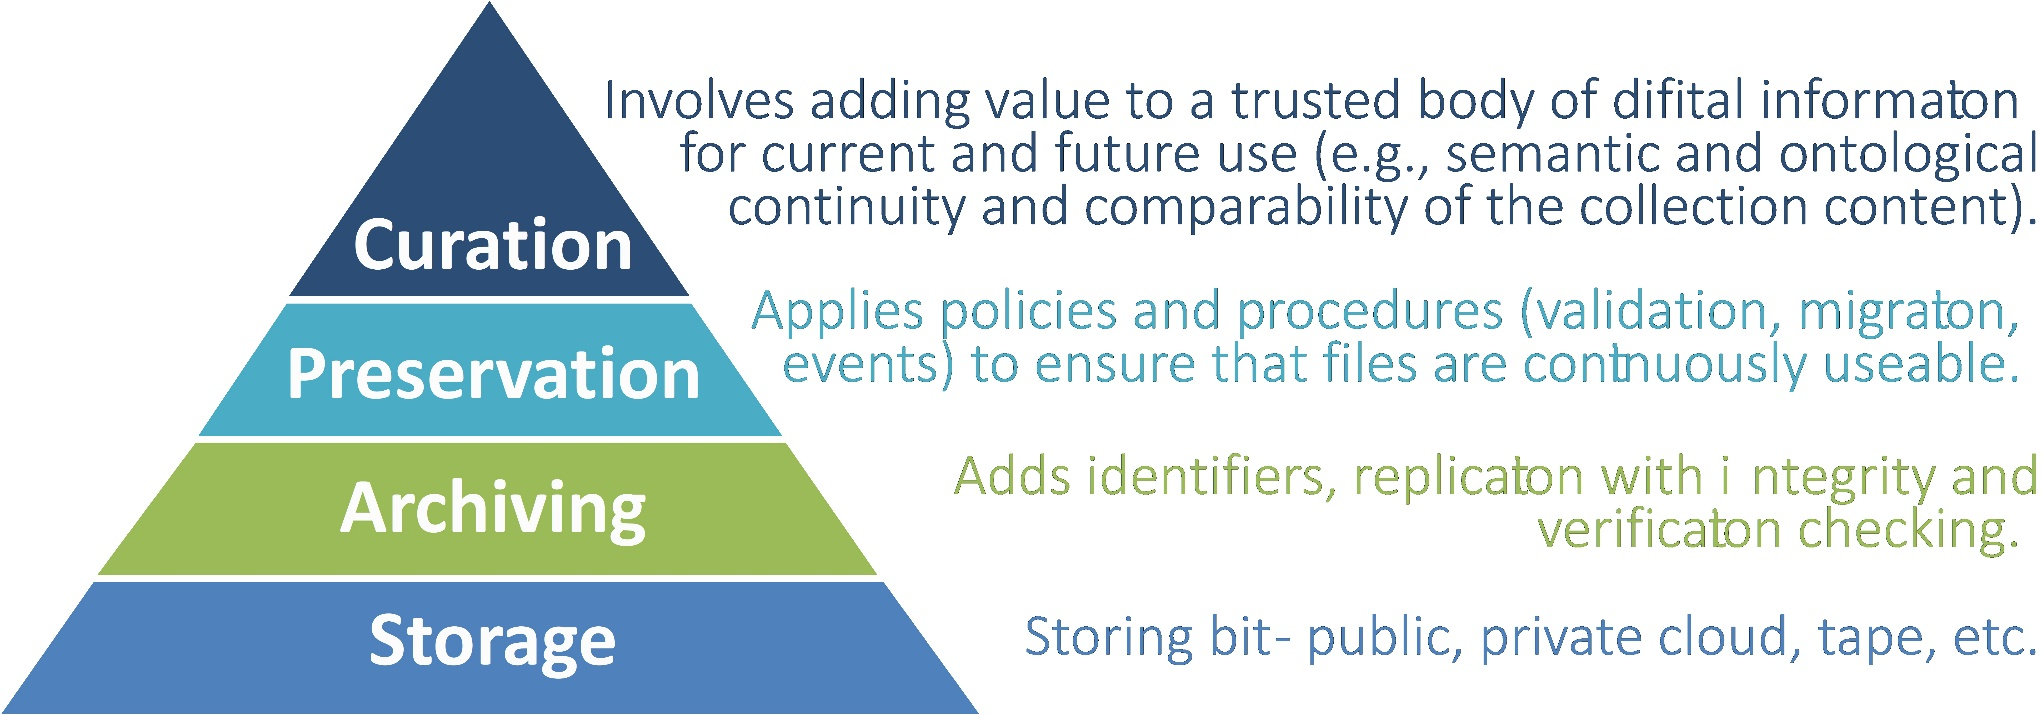 Involves adding value to a trusted body of difital informaton
for current and future use (e.g., semantic and ontological
continuity and comparability of the collection content).
Curation
Applies policies and procedures (validation, migraton,
events) to ensure that files are contnuously useable.
Preservation
Adds identifiers, replicaton with i ntegrity and
verificaton checking.
Archiving
Storing bit- public, private cloud, tape, etc.
Storage